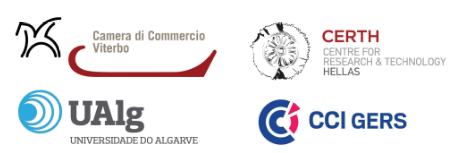 Camera di Commercio
Viterbo
CERTH
CENTRE FOR
RESEARCH & TECHNOLOGY
HELLAS
UAlg
UNIVERSIDADE DO ALGARVE
CCI GERS